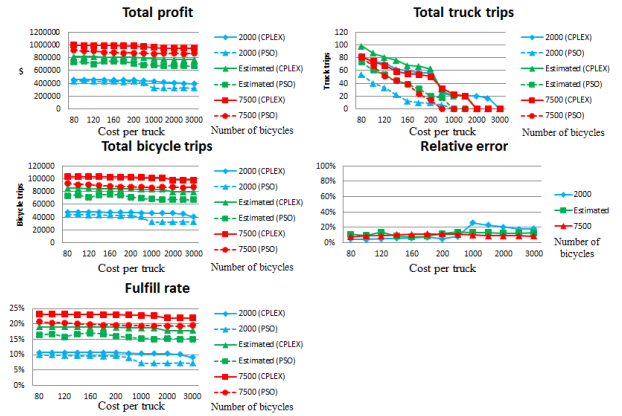 Total profit
1200000
1000000
800000
$
600000
400000
200000
0
80 120 160 200 1000 2000 3000
Cost per truck
2000 (CPLEX)
2000 (PSO)
Estimated (CPLEX)
Estimated (PSO)
7500 (CPLEX)
7500 (PSO)
Number of bicycles
Total truck trips
120
100
80
60
40
20
0
Truck trips
80 120 160 200 1000 2000 3000
Cost per truck
2000 (CPLEX)
2000 (PSO)
Estimated (CPLEX)
Estimated (PSO)
7500 (CPLEX)
7500 (PSO)
Number of bicycles
Total bicycle trips
120000
100000
80000
60000
40000
20000
0
Bicycle trips
80 120 160 200 1000 2000 3000
Cost per truck
2000 (CPLEX)
2000 (PSO)
Estimated (CPLEX)
Estimated (PSO)
7500 (CPLEX)
7500 (PSO)
Number of bicycles
Relative error
100%
80%
60%
40%
20%
0%
80 120 160 200 1000 2000 3000
Cost per truck
2000
Estimated
7500
Number of
bicycles
Fulfill rate
25%
20%
15%
10%
5%
0%
80 120 160 200 1000 2000 3000
Cost per truck
2000 (CPLEX)
2000 (PSO)
Estimated (CPLEX)
Estimated (PSO)
7500 (CPLEX)
7500 (PSO)
Number of bicycles